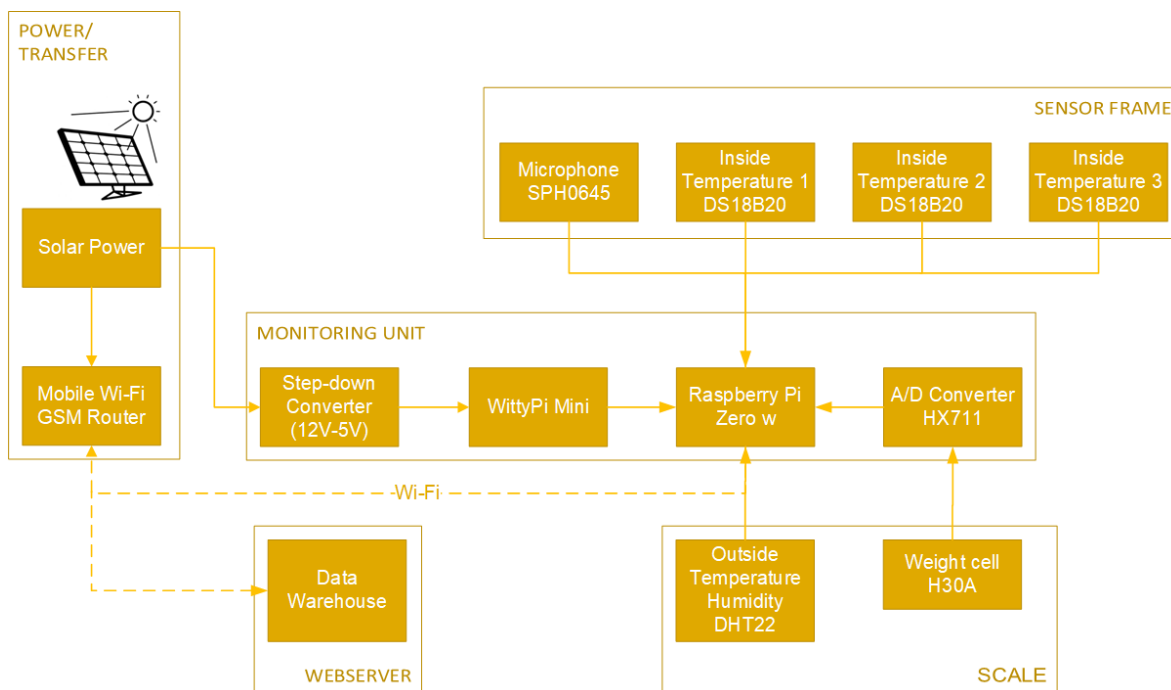 POWER/
TRANSFER
Solar Power
Mobile Wi-Fi
GSM Router
SENSOR FRAME
Microphone
SPH0645
Inside
Temperature 1
DS18B20
Inside
Temperature 2
DS18B20
Inside
Temperature 3
DS18B20
MONITORING UNIT
Step-down
Converter
(12V-5V)
WittyPi Mini
Raspberry Pi
Zero w
A/D Converter
HX711
Wi-Fi
Data
Warehouse
WEBSERVER
Outside
Temperature
Humidity
DHT22
Weight cell
H30A
SCALE